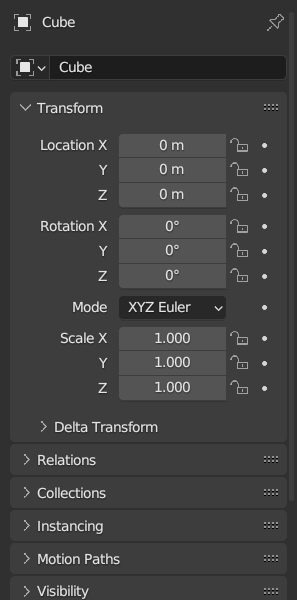 Cube
Cube
Transform
Location X 0 m
Y 0 m
Z 0 m
Rotation X 0°
Y 0°
Z 0°
Mode XYZ Euler
Scale X 1.000
Y 1.000
Z 1.000
Delta Transform
Relations
Collections
Instancing
Motion Paths
Visibility